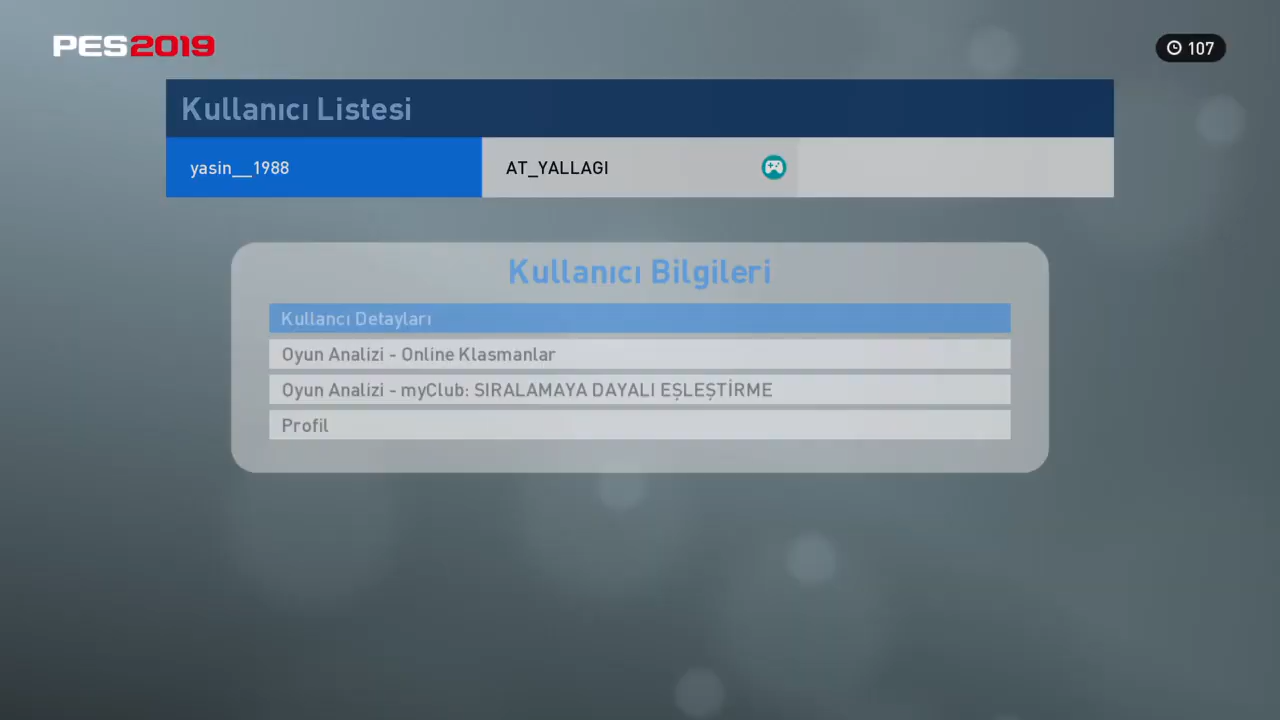 PES2019
107
Kullanıcı Listesi
yasin__1988 AT_YALLAGI
Kullanıcı Bilgileri
Kullancı Detayları
Oyun Analizi - Online Klasmanlar
Oyun Analizi - myClub: SIRALAMAYA DAYALI EŞLEŞTİRME
Profil